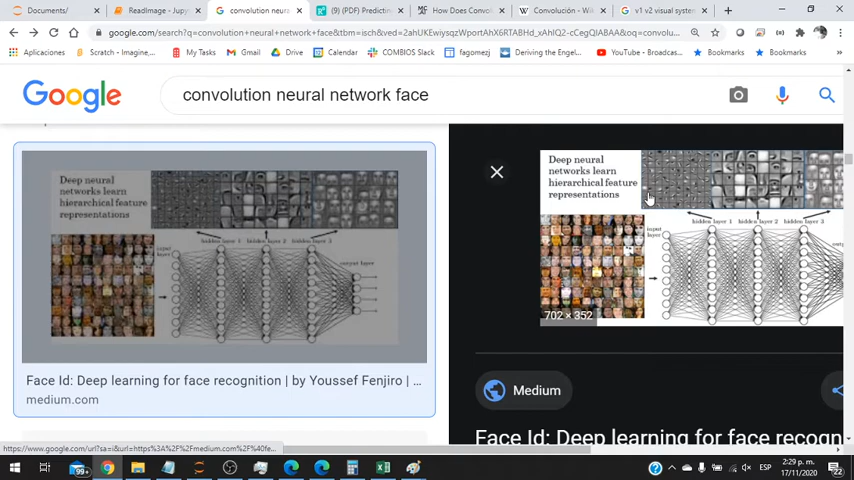 Documents/
ReadImage - Jupy
convolution neural n
(9) (PDF) Predictin
How Does Convol
Convolución - Wik
v1 v2 visual system
google.com/search?q=convolution+neural+network+face&tbm=isch&ved=2ahUKEwiysqzWportAhX6RTABHd_xAhIQ2-cCegQIABAA&oq=convolu...
Aplicaciones
Scratch - Imagine,...
My Tasks
Gmail
Drive
Calendar
COMBIOS Slack
fagomezj
Deriving the Engel...
YouTube - Broadcas...
Bookmarks
Bookmarks
Google
convolution neural network face
Deep neural
networks learn
hierarchical feature
representations
hidden layer 1 hidden layer 2 hidden layer 3
input
layer
output layer
Face Id: Deep learning for face recognition | by Youssef Fenjiro | ...
medium.com
Deep neural
networks learn
hierarchical feature
representations
hidden layer 1 hidden layer 2 hidden layer 3
input
layer
702 × 352
Medium
Face Id: Deep learning for face recogn
https://www.google.com/url?sa=i&url=https%3A%2F%2Fmedium.com%2F%40fe...
99+
ESP
2:29 p. m.
17/11/2020
22